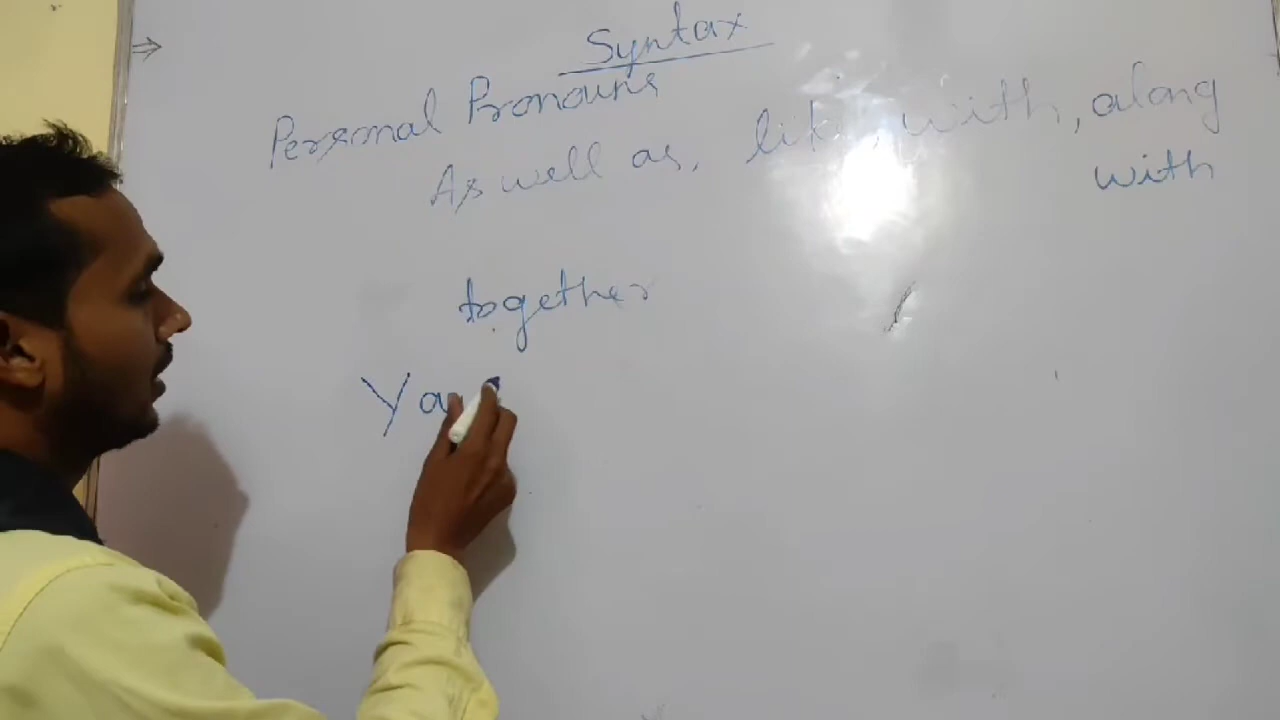 ⇒ Syntax
Personal Pronouns
As well as, like, with, along
with
together
Ya